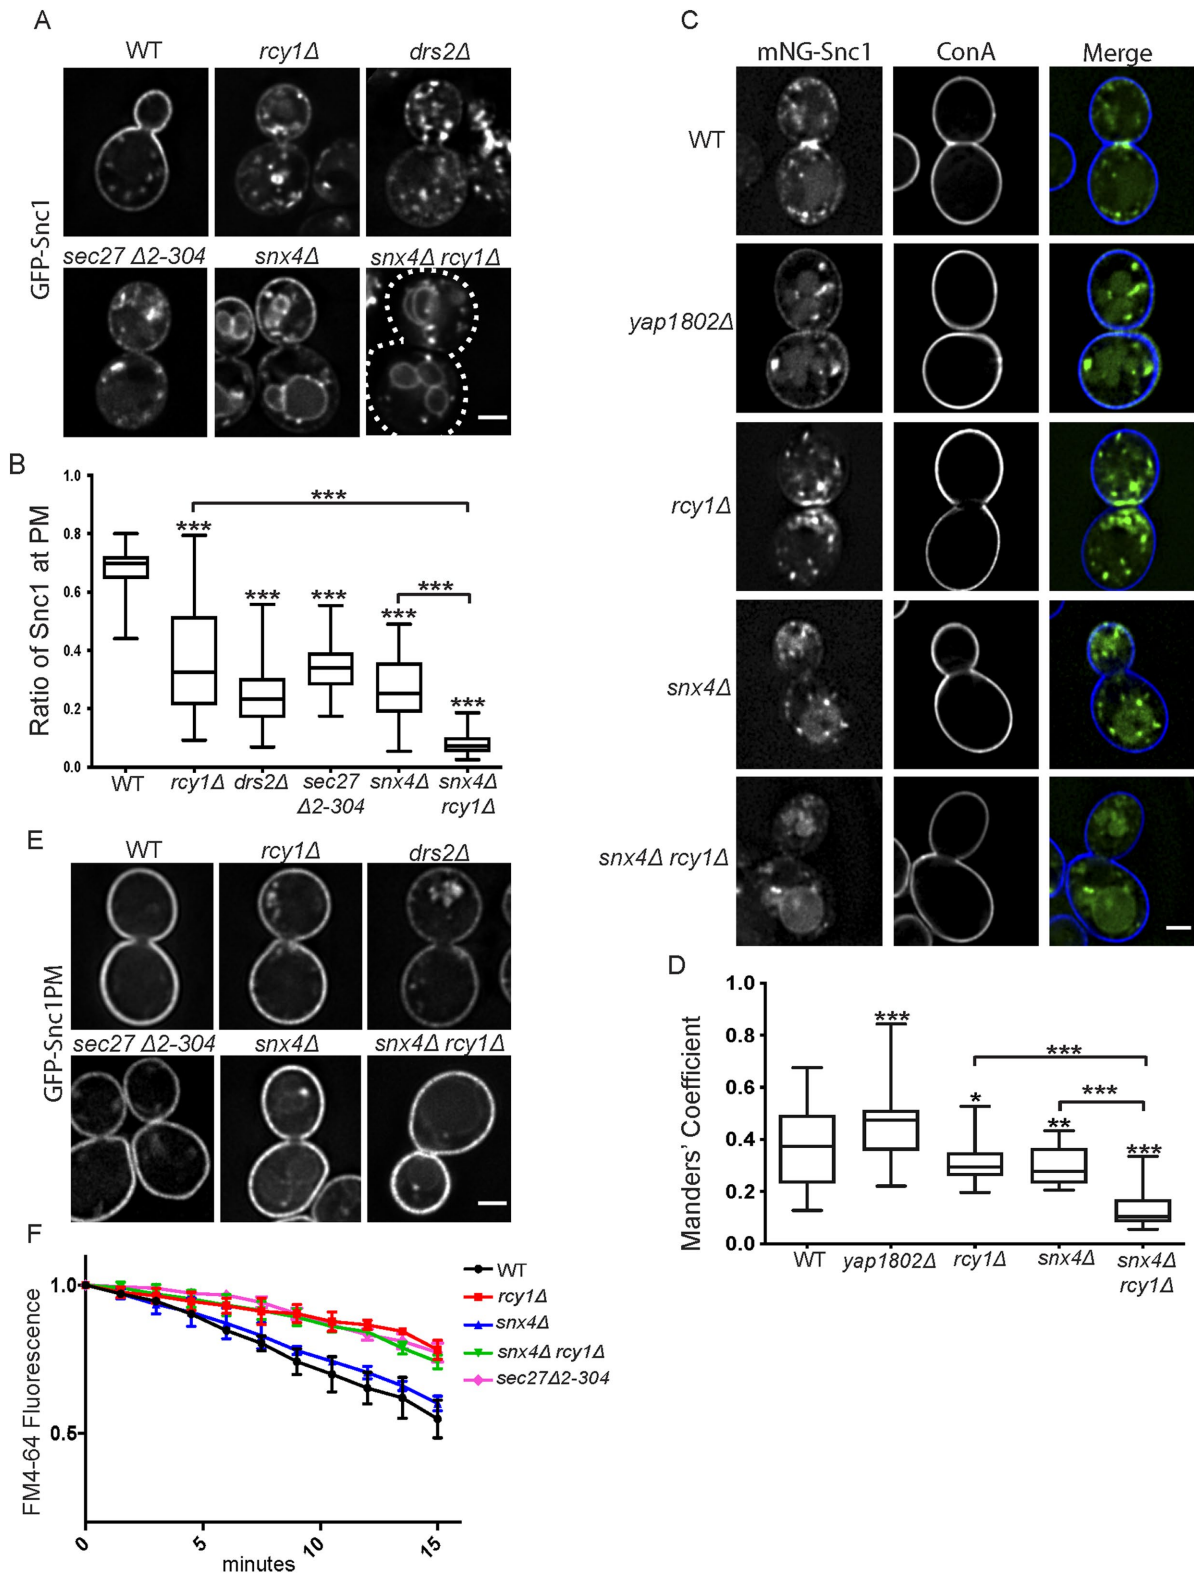 A
WT
rcy1Δ
drs2Δ
GFP-Snc1
sec27 Δ2-304
snx4Δ
snx4Δ rcy1Δ
B
Ratio of Snc1 at PM
1.0
0.8
0.6
0.4
0.2
0.0
***
***
***
***
***
***
***
WT
rcy1Δ
drs2Δ
sec27
Δ2-304
snx4Δ
snx4Δ
rcy1Δ
C
mNG-Snc1
ConA
Merge
WT
yap1802Δ
rcy1Δ
snx4Δ
snx4Δ rcy1Δ
D
Manders' Coefficient
1.0
0.8
0.6
0.4
0.2
0.0
***
***
*
***
**
***
WT
yap1802Δ
rcy1Δ
snx4Δ
snx4Δ
rcy1Δ
E
WT
rcy1Δ
drs2Δ
GFP-Snc1PM
sec27 Δ2-304
snx4Δ
snx4Δ rcy1Δ
F
FM4-64 Fluorescence
1.0
0.5
0
5
10
15
minutes
WT
rcy1Δ
snx4Δ
snx4Δ rcy1Δ
sec27Δ2-304